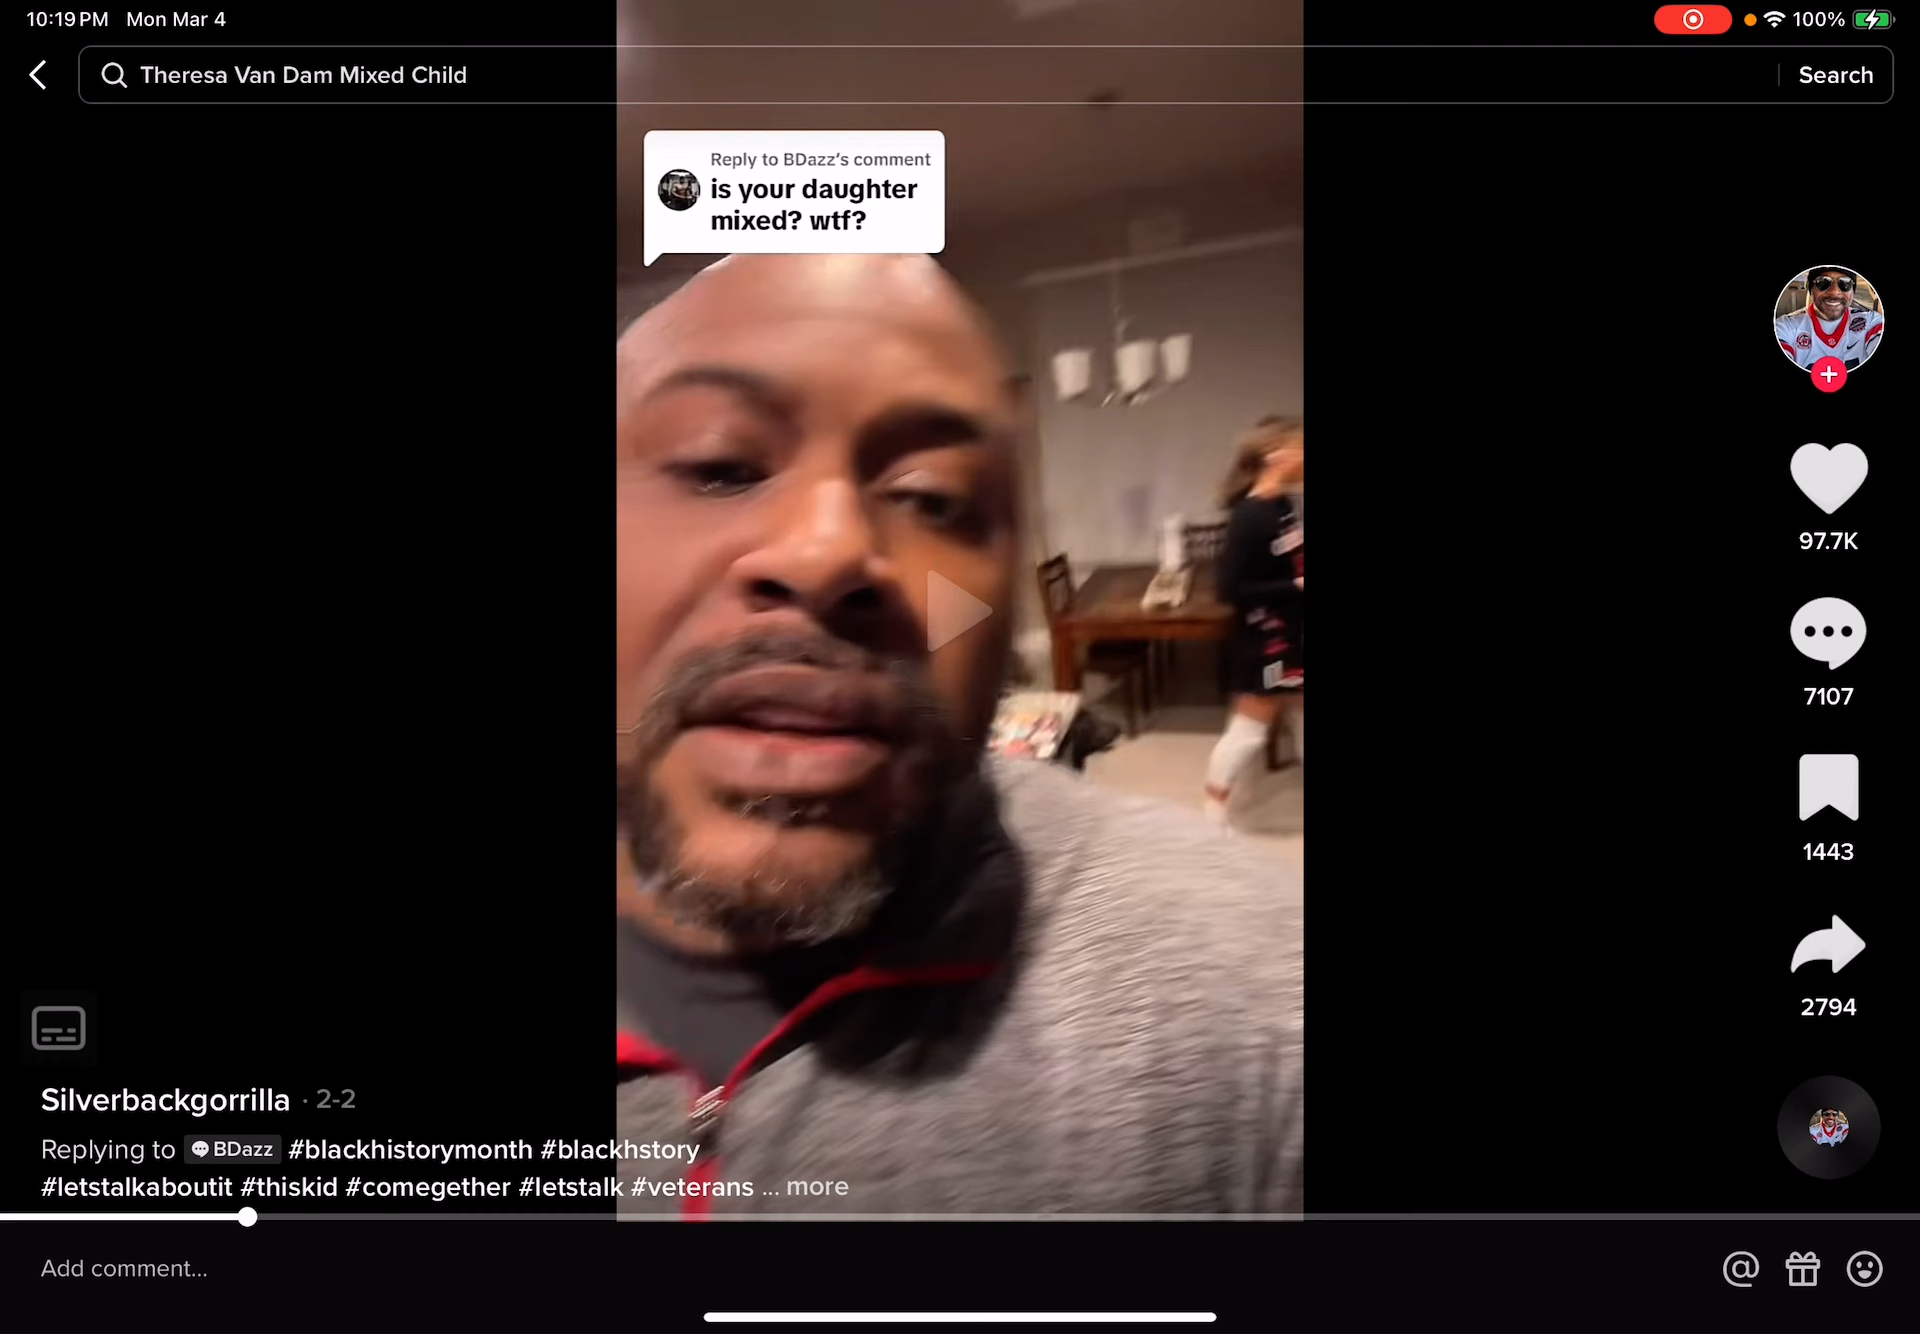 10:19 PM Mon Mar 4
100%
Theresa Van Dam Mixed Child
Search
Reply to BDazz's comment
is your daughter
mixed? wtf?
97.7K
7107
1443
2794
Silverbackgorrilla · 2-2
Replying to BDazz #blackhistorymonth #blackhstory
#letstalkaboutit #thiskid #comegether #letstalk #veterans ... more
Add comment...